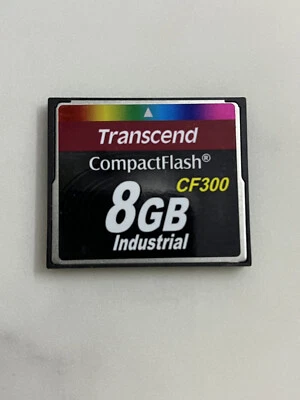 Transcend
CompactFlash®
CF300
8GB
Industrial